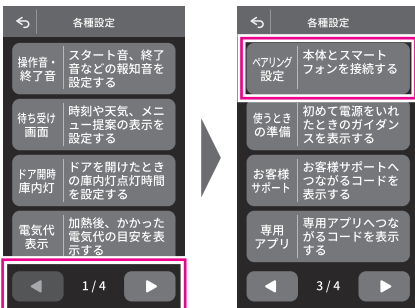 各種設定
操作音・
終了音
スタート音、終了
音などの報知音を
設定する
待ち受け
画面
時刻や天気、メニ
ュー提案の表示を
設定する
ドア開時
庫内灯
ドアを開けたとき
の庫内灯点灯時間
を設定する
電気代
表示
加熱後、かかった
電気代の目安を表
示する
1/4
各種設定
ペアリング
設定
本体とスマート
フォンを接続する
使うとき
の準備
初めて電源をいれ
たときのガイダン
スを表示する
お客様
サポート
お客様サポートへ
つながるコードを
表示する
専用
アプリ
専用アプリへつな
がるコードを表示
する
3/4